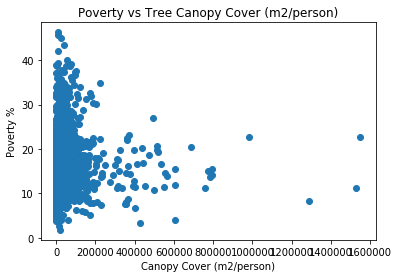 Poverty vs Tree Canopy Cover (m2/person)
40
30
20
10
0
Poverty %
0 200000 400000 600000 800000 1000000 1200000 1400000 1600000
Canopy Cover (m2/person)